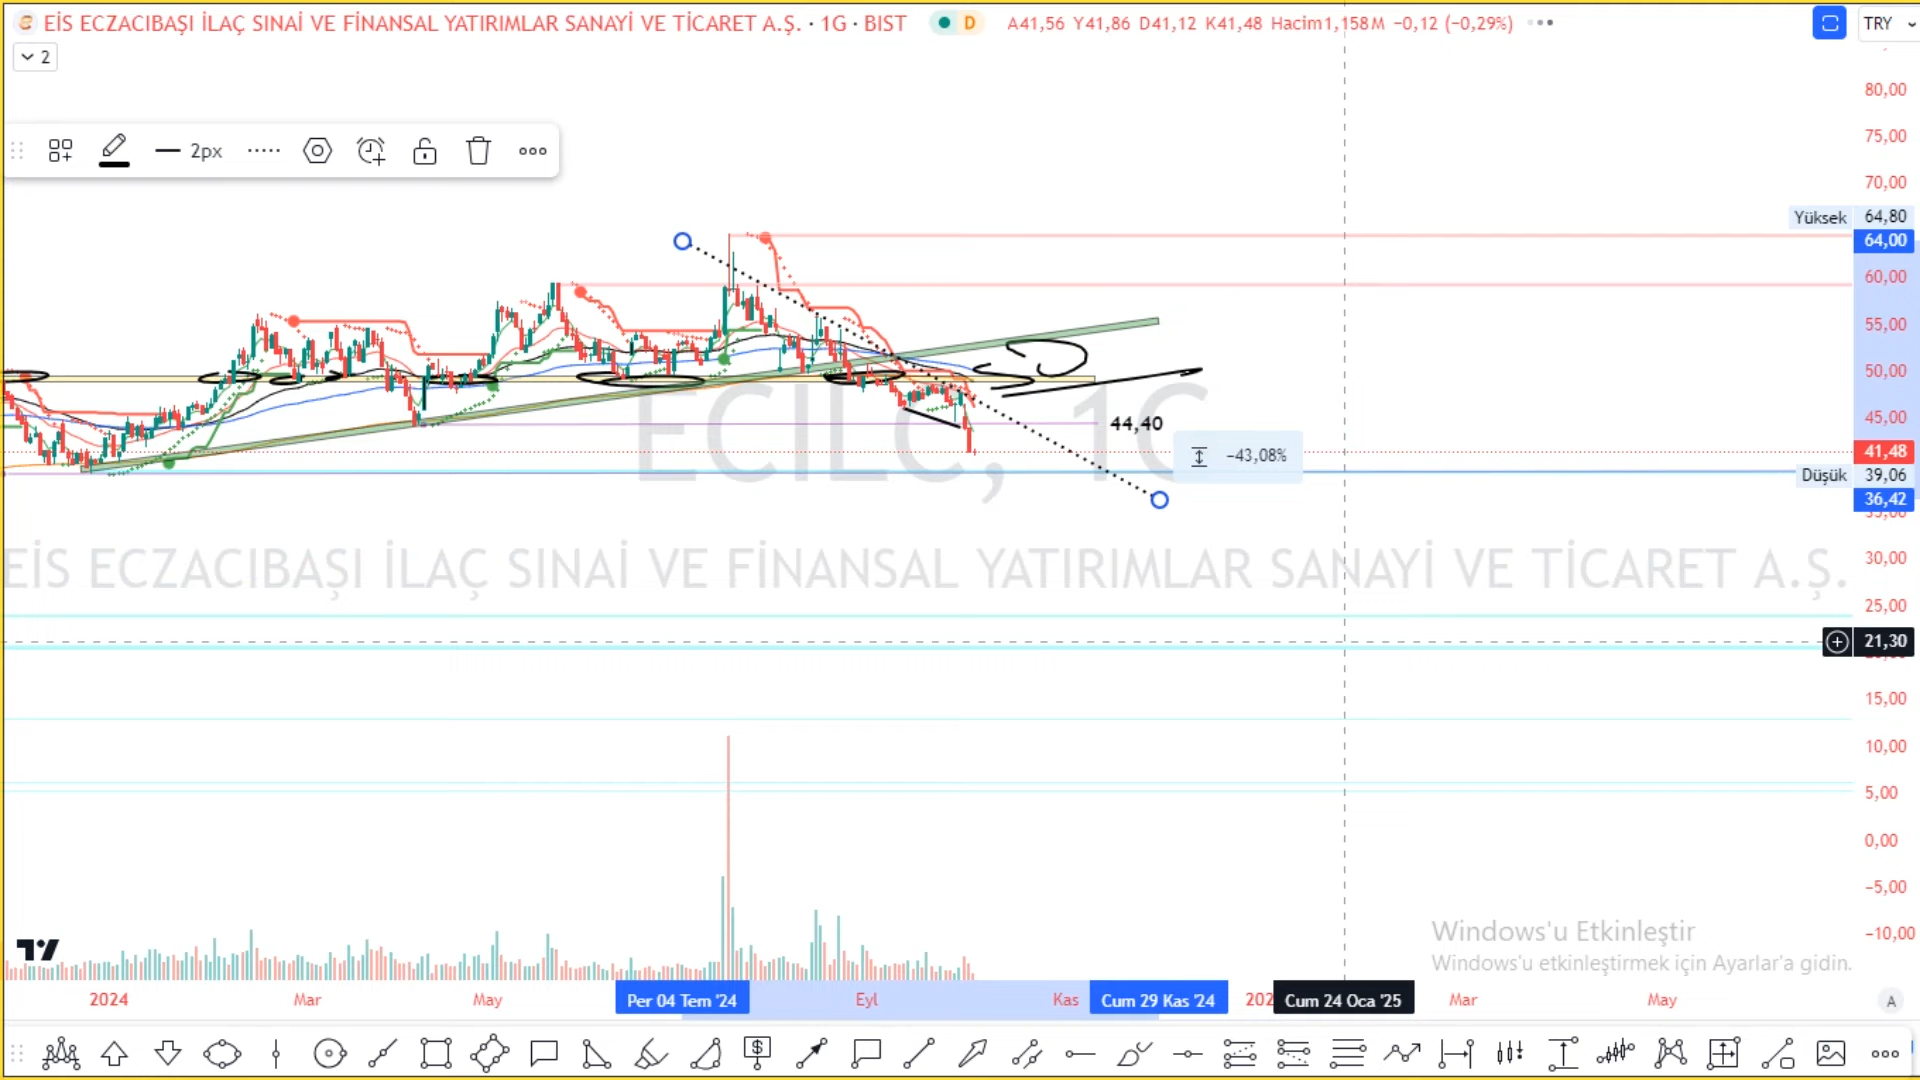 EİS ECZACIBAŞI İLAÇ SINAİ VE FİNANSAL YATIRIMLAR SANAYİ VE TİCARET A.Ş. · 1G · BIST D A41,56 Y41,86 D41,12 K41,48 Hacim1,158M −0,12 (−0,29%) TRY
2
80,00
75,00
2px
70,00
Yüksek 64,80
64,00
60,00
55,00
50,00
ECILC, 1G
45,00
44,40
41,48
−43,08%
Düşük 39,06
36,42
35,00
EİS ECZACIBAŞI İLAÇ SINAİ VE FİNANSAL YATIRIMLAR SANAYİ VE TİCARET A.Ş.
30,00
25,00
21,30
15,00
10,00
5,00
0,00
−5,00
−10,00
Windows'u Etkinleştir
Windows'u etkinleştirmek için Ayarlar'a gidin.
2024 Mar May Per 04 Tem '24 Eyl Kas Cum 29 Kas '24 Cum 24 Oca '25 Mar May A